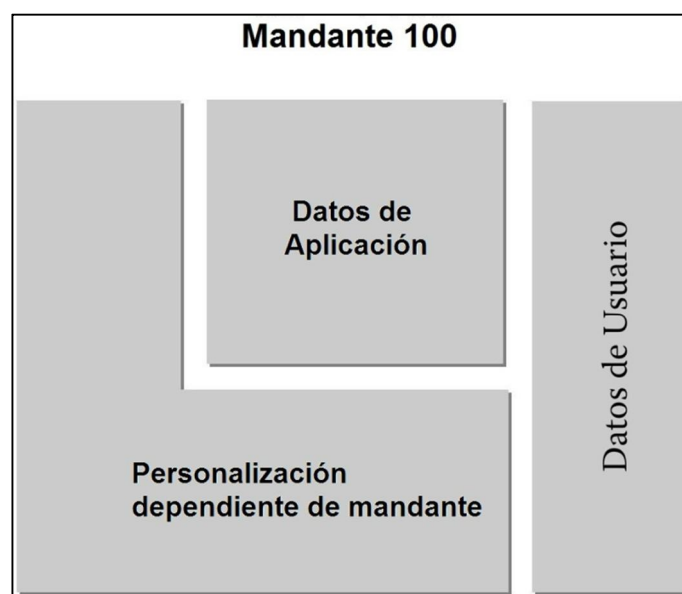 Mandante 100
Datos de
Aplicación
Datos de Usuario
Personalización
dependiente de mandante